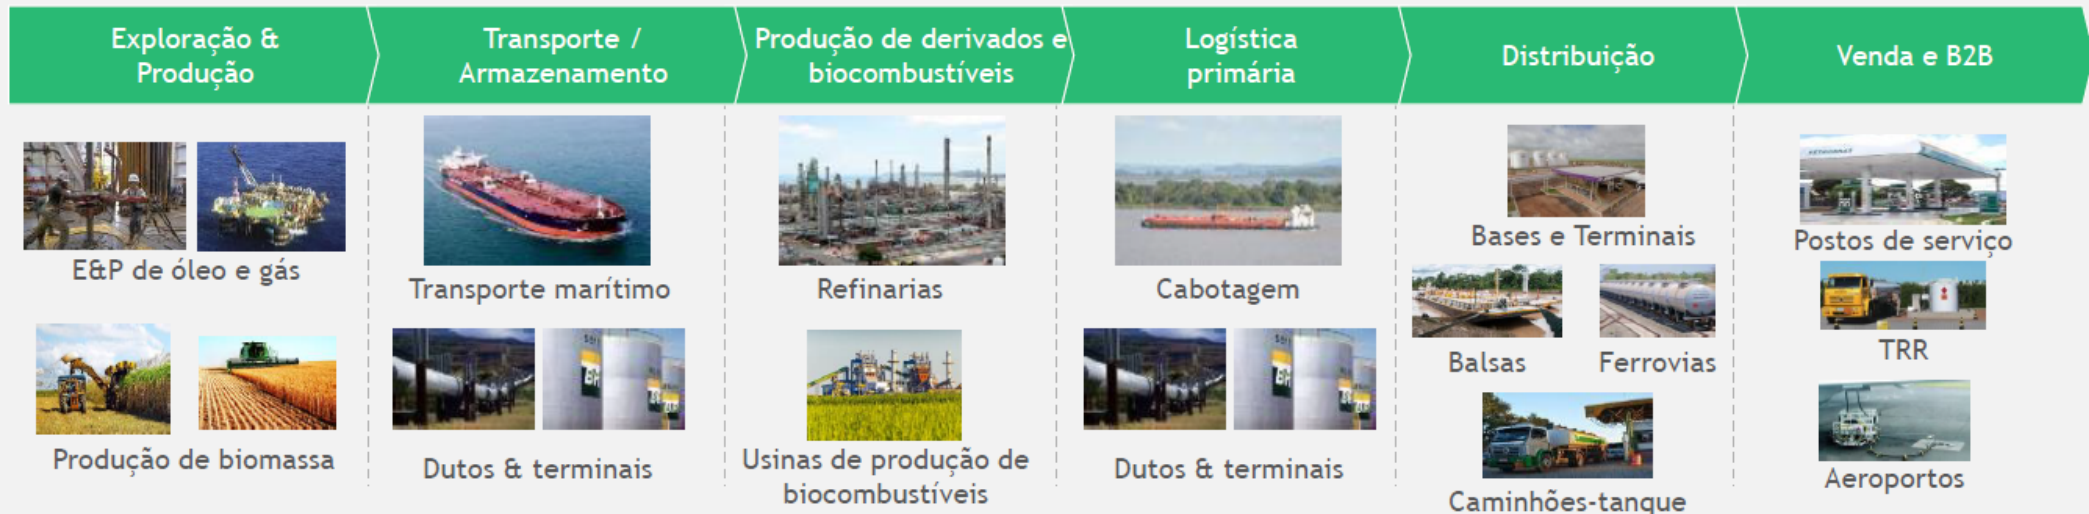 Exploração &
Produção
Transporte /
Armazenamento
Produção de derivados e
biocombustíveis
Logística
primária
Distribuição
Venda e B2B
E&P de óleo e gás
Produção de biomassa
Transporte marítimo
Dutos & terminais
Refinarias
Usinas de produção de
biocombustíveis
Cabotagem
Dutos & terminais
Bases e Terminais
Balsas
Ferrovias
Caminhões-tanque
PETROBRAS
Postos de serviço
TRR
Aeroportos